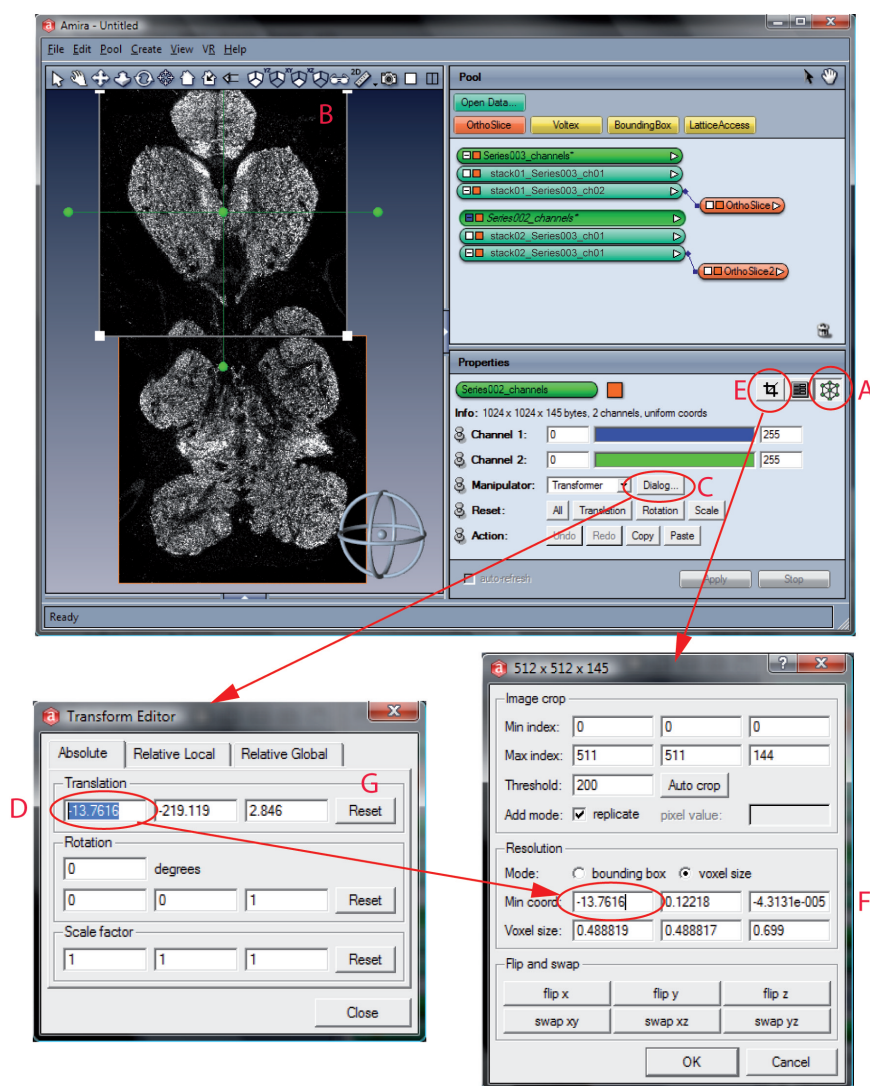 Amira - Untitled
File Edit Pool Create View VR Help
YZ XY XZ 2D
B
Pool
Open Data...
OrthoSlice Voltex BoundingBox LatticeAccess
Series003_channels*
stack01_Series003_ch01
stack01_Series003_ch02
OrthoSlice
Series002_channels*
stack02_Series003_ch01
stack02_Series003_ch01
OrthoSlice2
Properties
Series002_channels
E
A
Info: 1024 x 1024 x 145 bytes, 2 channels, uniform coords
Channel 1: 0 255
Channel 2: 0 255
Manipulator: Transformer Dialog... C
Reset: All Translation Rotation Scale
Action: Undo Redo Copy Paste
auto-refresh Apply Stop
Ready
Transform Editor
Absolute Relative Local Relative Global
Translation G
D -13.7616 -219.119 2.846 Reset
Rotation
0 degrees
0 0 1 Reset
Scale factor
1 1 1 Reset
Close
512 x 512 x 145
Image crop
Min index: 0 0 0
Max index: 511 511 144
Threshold: 200 Auto crop
Add mode: replicate pixel value:
Resolution
Mode: bounding box voxel size
Min coord: -13.7616 0.12218 -4.3131e-005 F
Voxel size: 0.488819 0.488817 0.699
Flip and swap
flip x flip y flip z
swap xy swap xz swap yz
OK Cancel